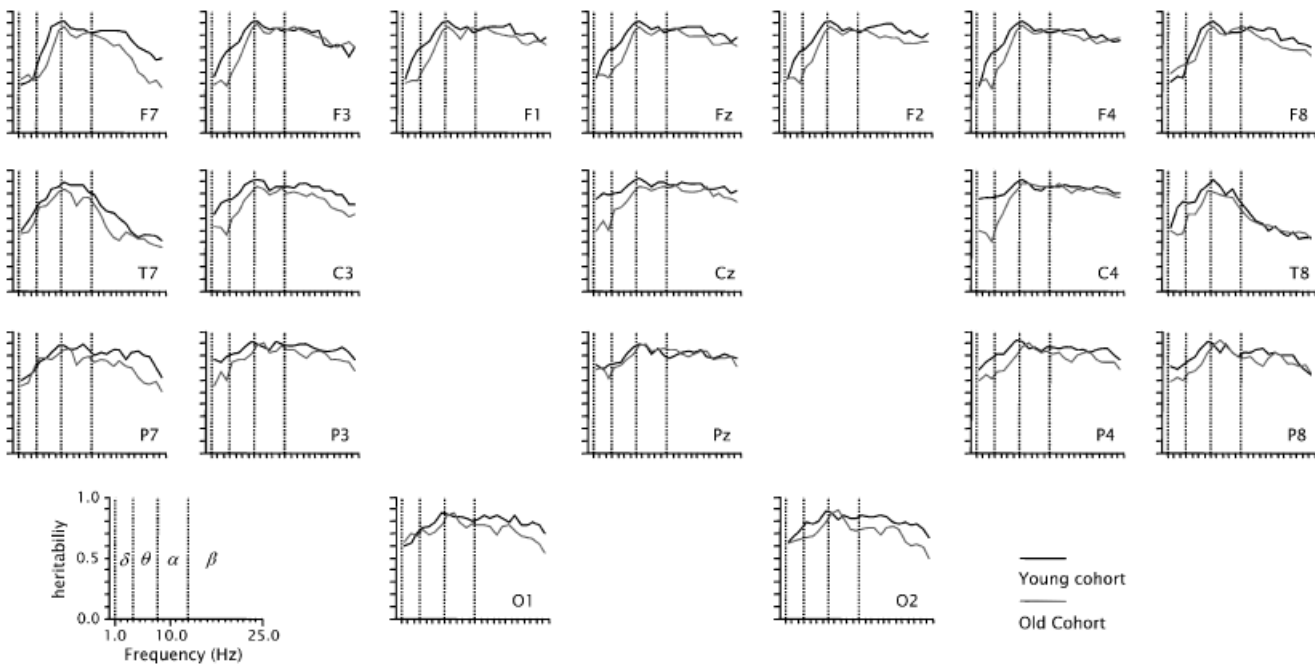 F7 F3 F1 Fz F2 F4 F8
T7 C3 Cz C4 T8
P7 P3 Pz P4 P8
O1 O2
1.0
heritabiliy
0.5
δ θ α β
0.0
1.0 10.0 25.0
Frequency (Hz)
Young cohort
Old Cohort